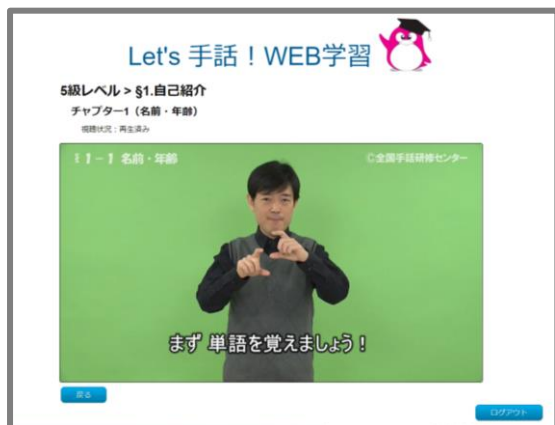 Let's 手話！WEB学習
5級レベル > §1.自己紹介
チャプター1（名前・年齢）
視聴状況：再生済み
1－1 名前・年齢
©全国手話研修センター
まず 単語を覚えましょう！
戻る
ログアウト